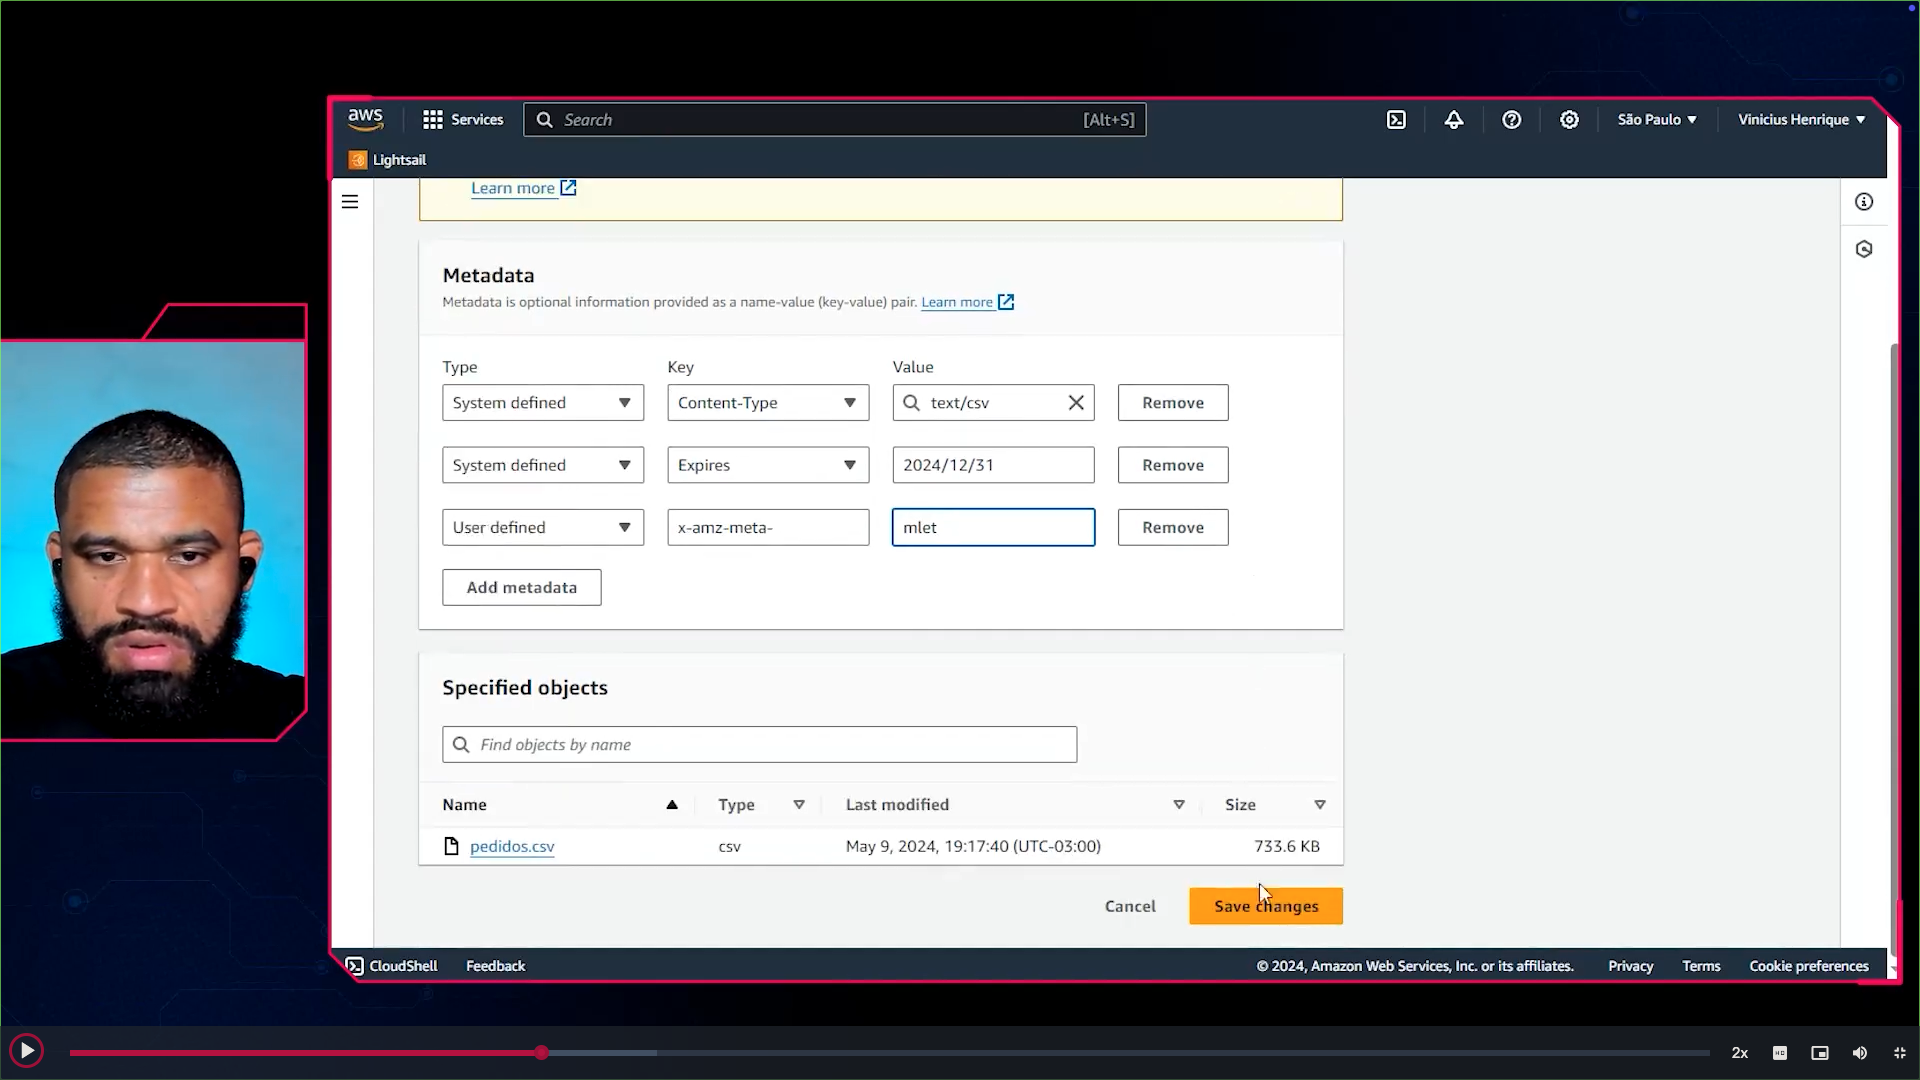 aws
Services
Search
[Alt+S]
São Paulo
Vinicius Henrique
Lightsail
Learn more
Metadata
Metadata is optional information provided as a name-value (key-value) pair. Learn more
Type
Key
Value
System defined
Content-Type
text/csv
Remove
System defined
Expires
2024/12/31
Remove
User defined
x-amz-meta-
mlet
Remove
Add metadata
Specified objects
Find objects by name
Name
Type
Last modified
Size
pedidos.csv
csv
May 9, 2024, 19:17:40 (UTC-03:00)
733.6 KB
Cancel
Save changes
CloudShell
Feedback
© 2024, Amazon Web Services, Inc. or its affiliates.
Privacy
Terms
Cookie preferences
2x